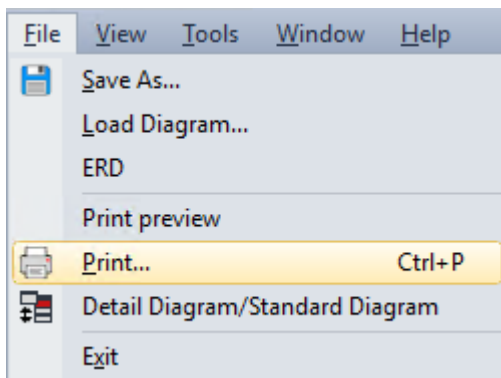 File View Tools Window Help
Save As...
Load Diagram...
ERD
Print preview
Print... Ctrl+P
Detail Diagram/Standard Diagram
Exit